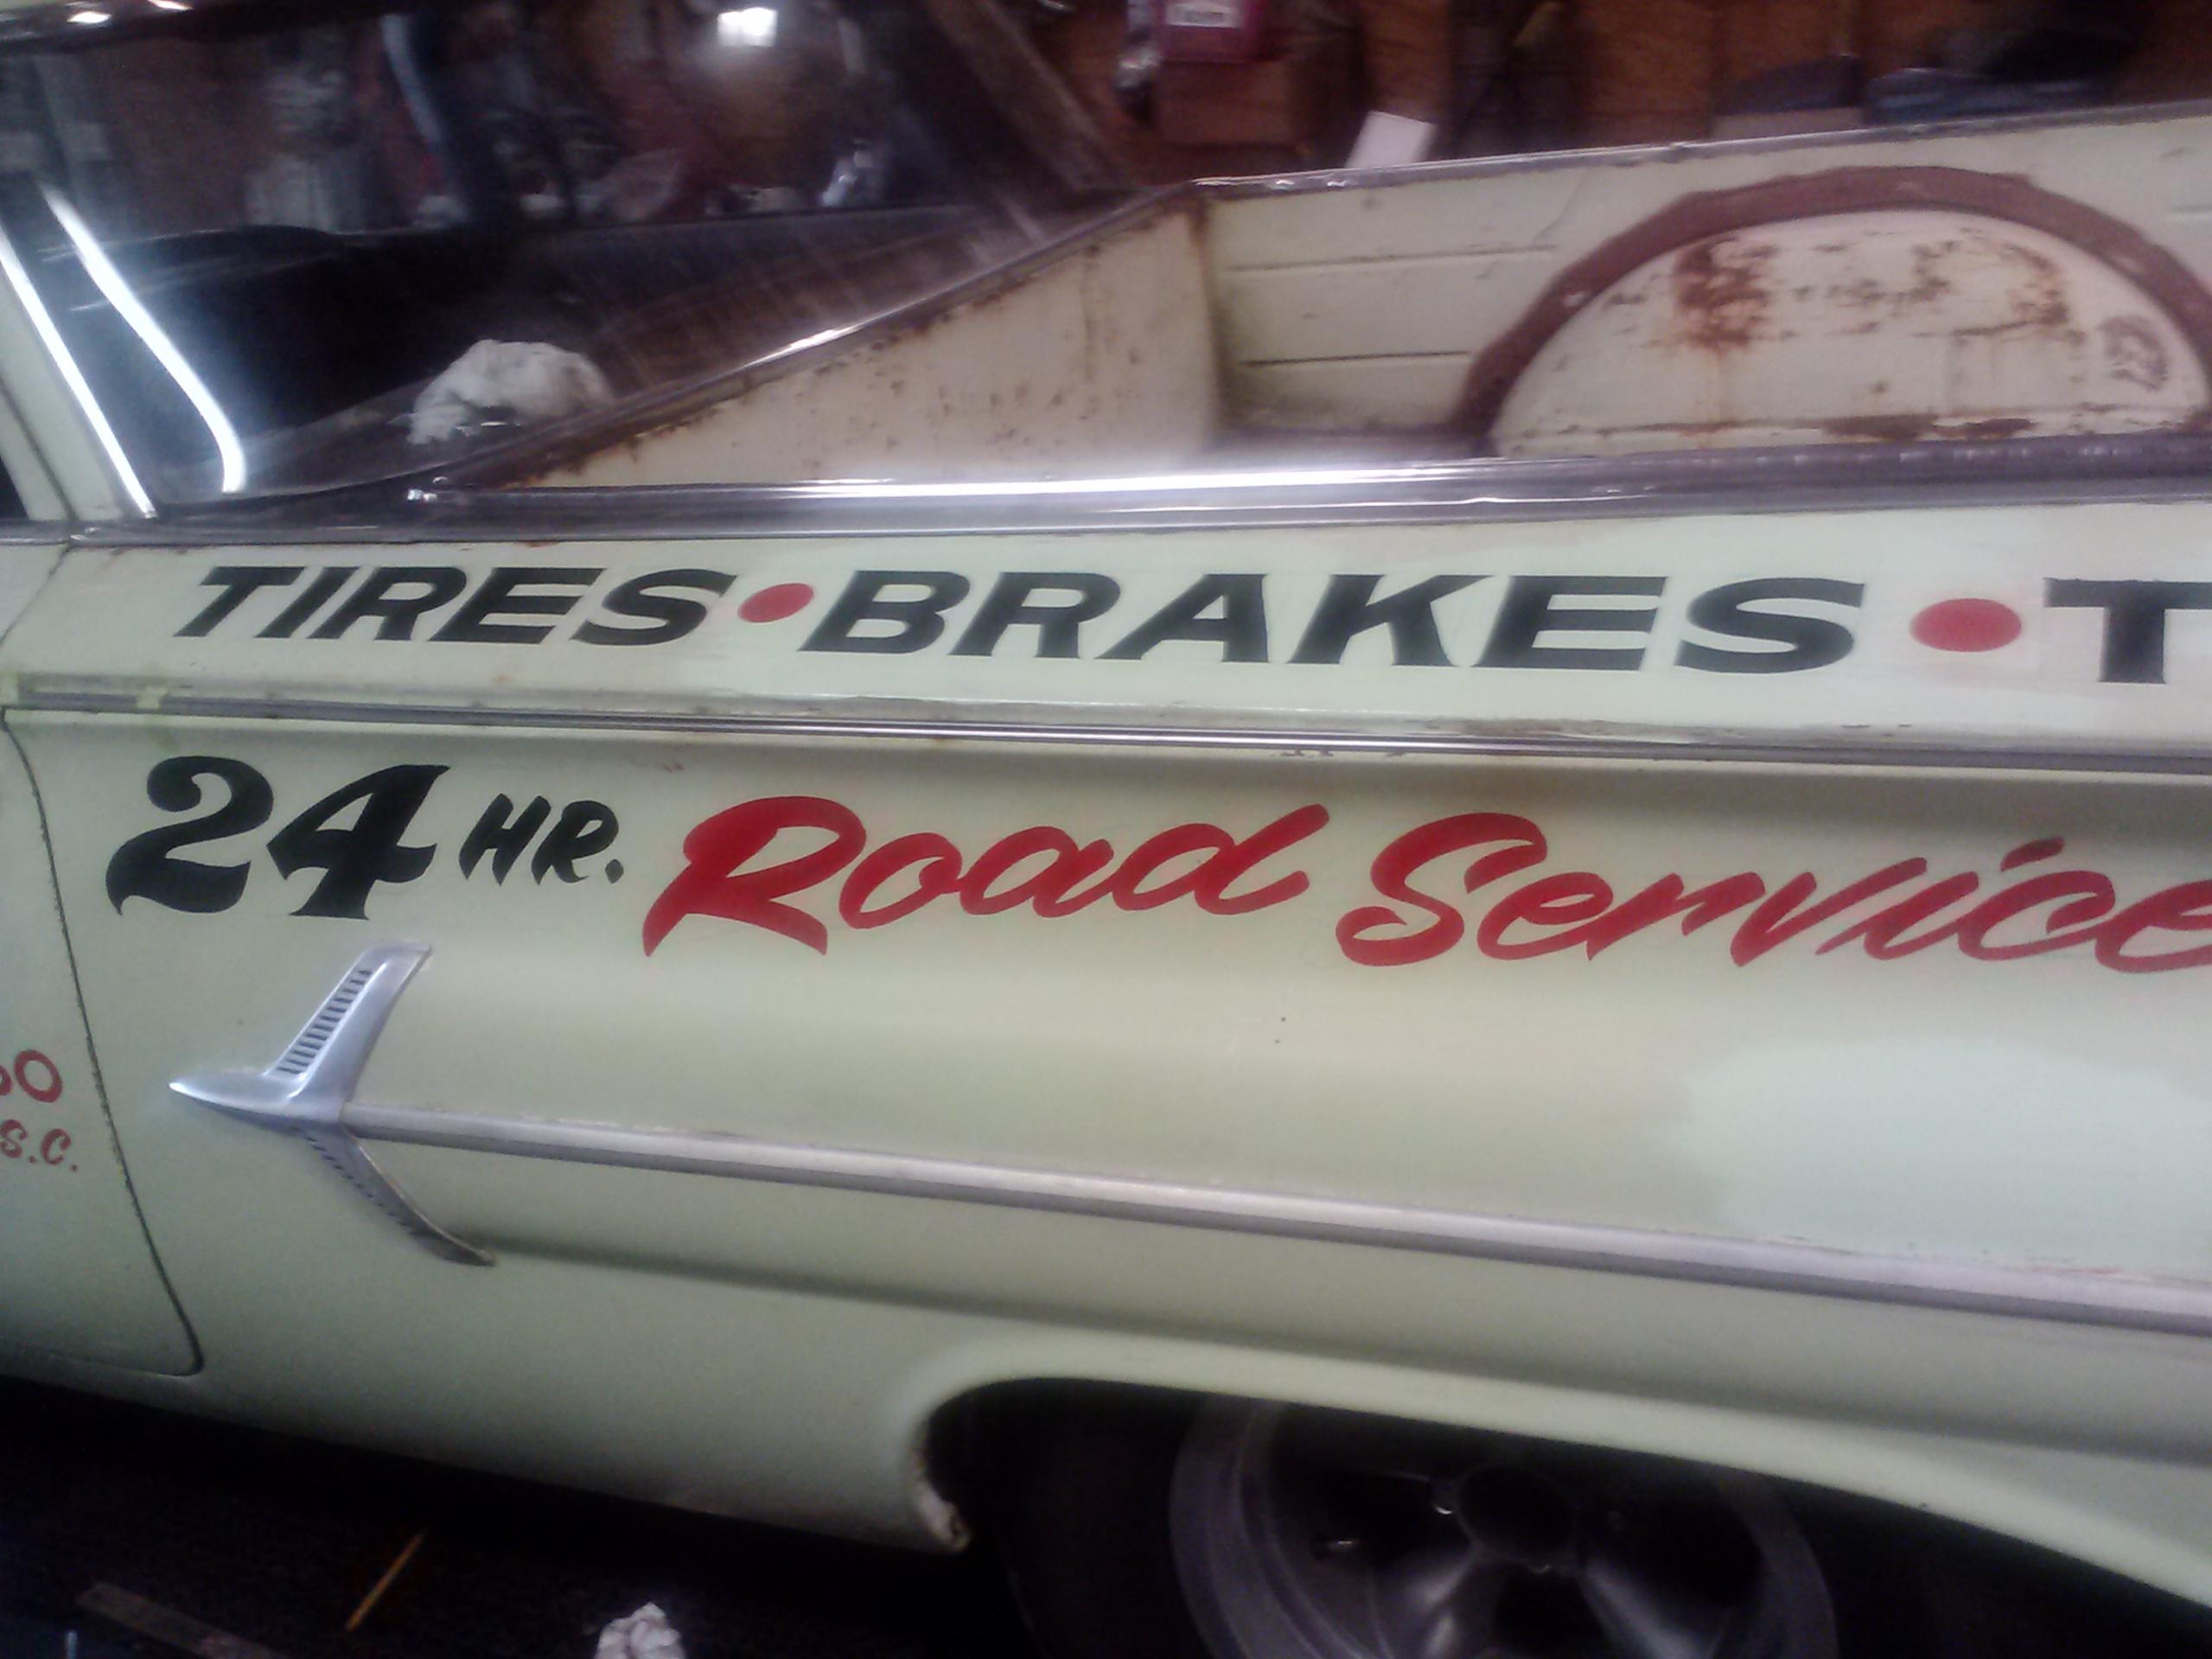 TIRES • BRAKES • T
24 HR. Road Service
O
S.C.